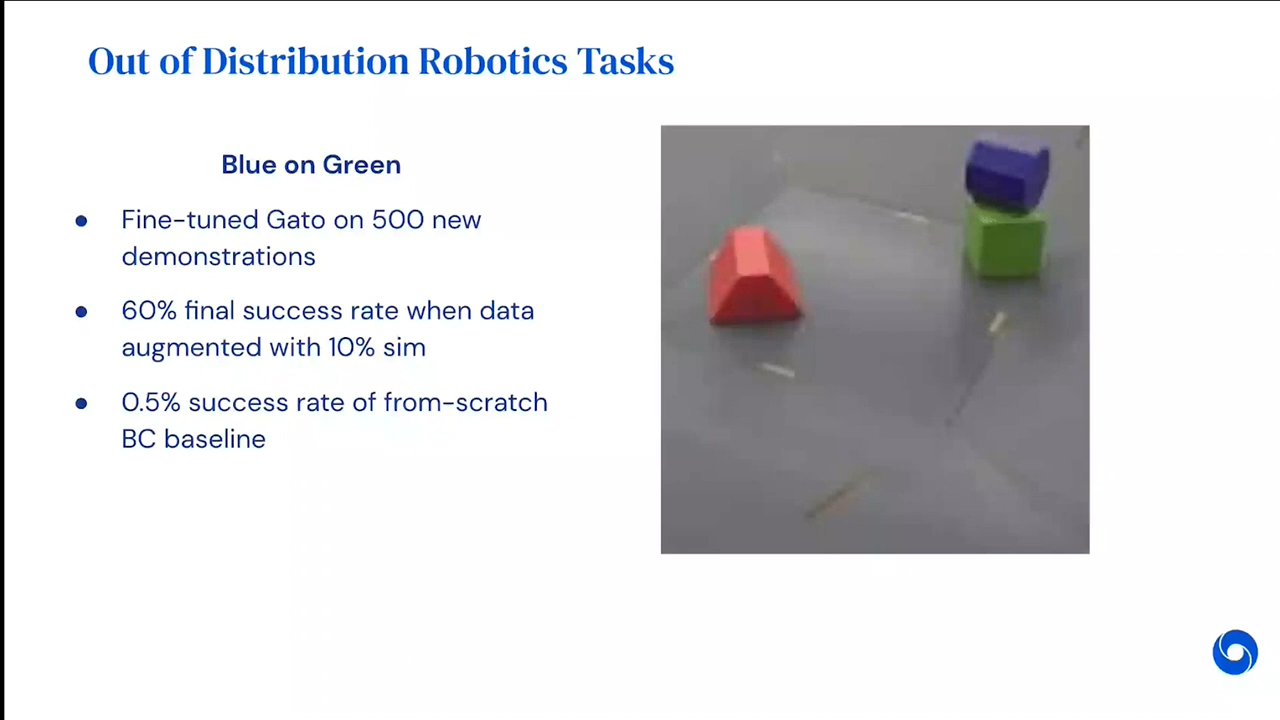 Out of Distribution Robotics Tasks
Blue on Green
● Fine-tuned Gato on 500 new
demonstrations
● 60% final success rate when data
augmented with 10% sim
● 0.5% success rate of from-scratch
BC baseline